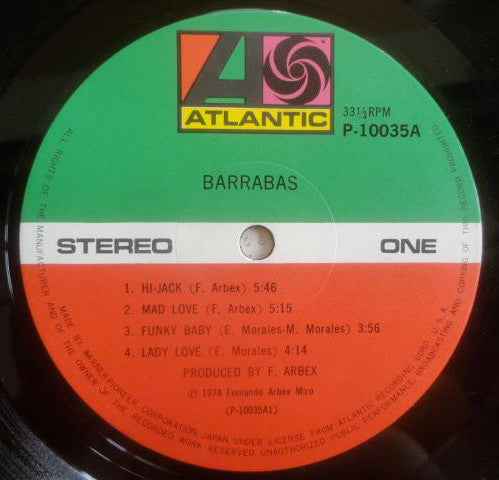 ATLANTIC
33⅓RPM
P-10035A
BARRABAS
STEREO ONE
1. HI-JACK (F. Arbex) 5:46
2. MAD LOVE (F. Arbex) 5:15
3. FUNKY BABY (E. Morales-M. Morales) 3:56
4. LADY LOVE (E. Morales) 4:14
PRODUCED BY F. ARBEX
℗ 1974 Fernando Arbex Miro
(P-10035A1)
ALL RIGHTS OF THE MANUFACTURER AND OF THE OWNER OF THE RECORDED WORK RESERVED UNAUTHORIZED PUBLIC PERFORMANCE, BROADCASTING AND COPYING OF THIS RECORD PROHIBITED.
MADE BY WARNER-PIONEER CORPORATION JAPAN UNDER LICENSE FROM ATLANTIC RECORDING CORP. U.S.A.